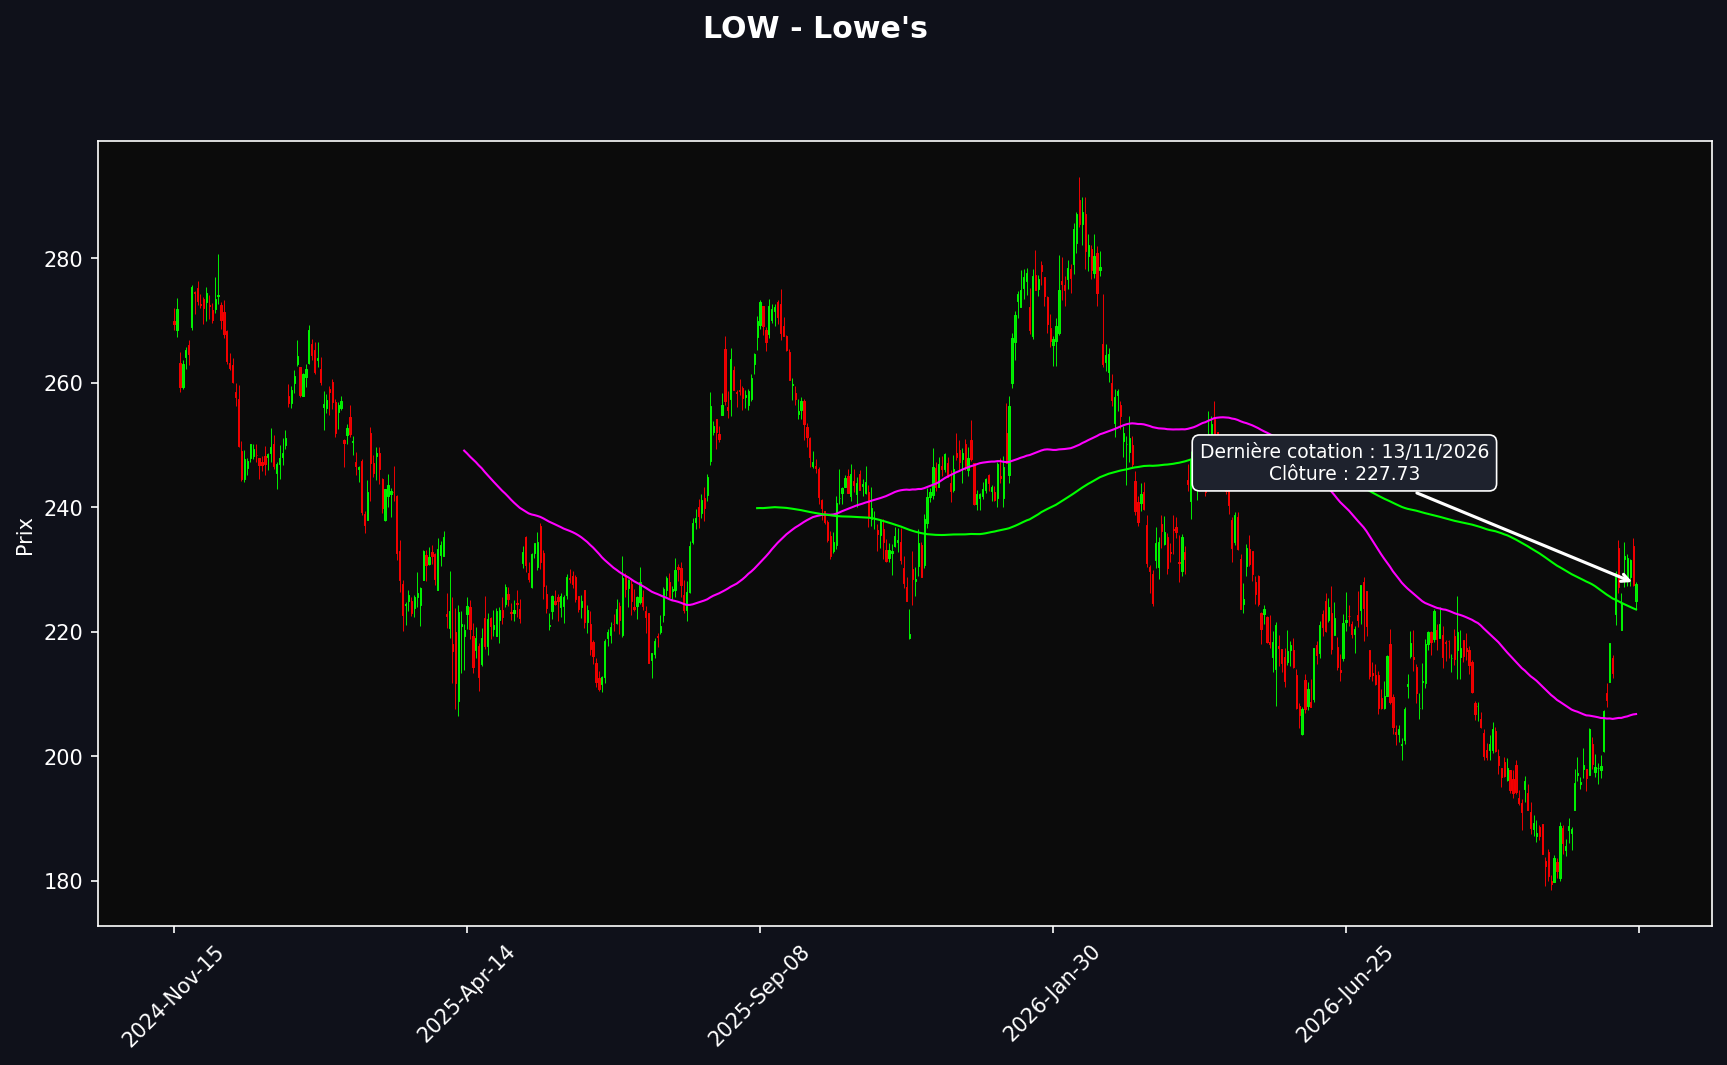 LOW - Lowe's
Prix
280
260
240
220
200
180
Dernière cotation : 13/11/2026
Clôture : 227.73
2024-Nov-15
2025-Apr-14
2025-Sep-08
2026-Jan-30
2026-Jun-25